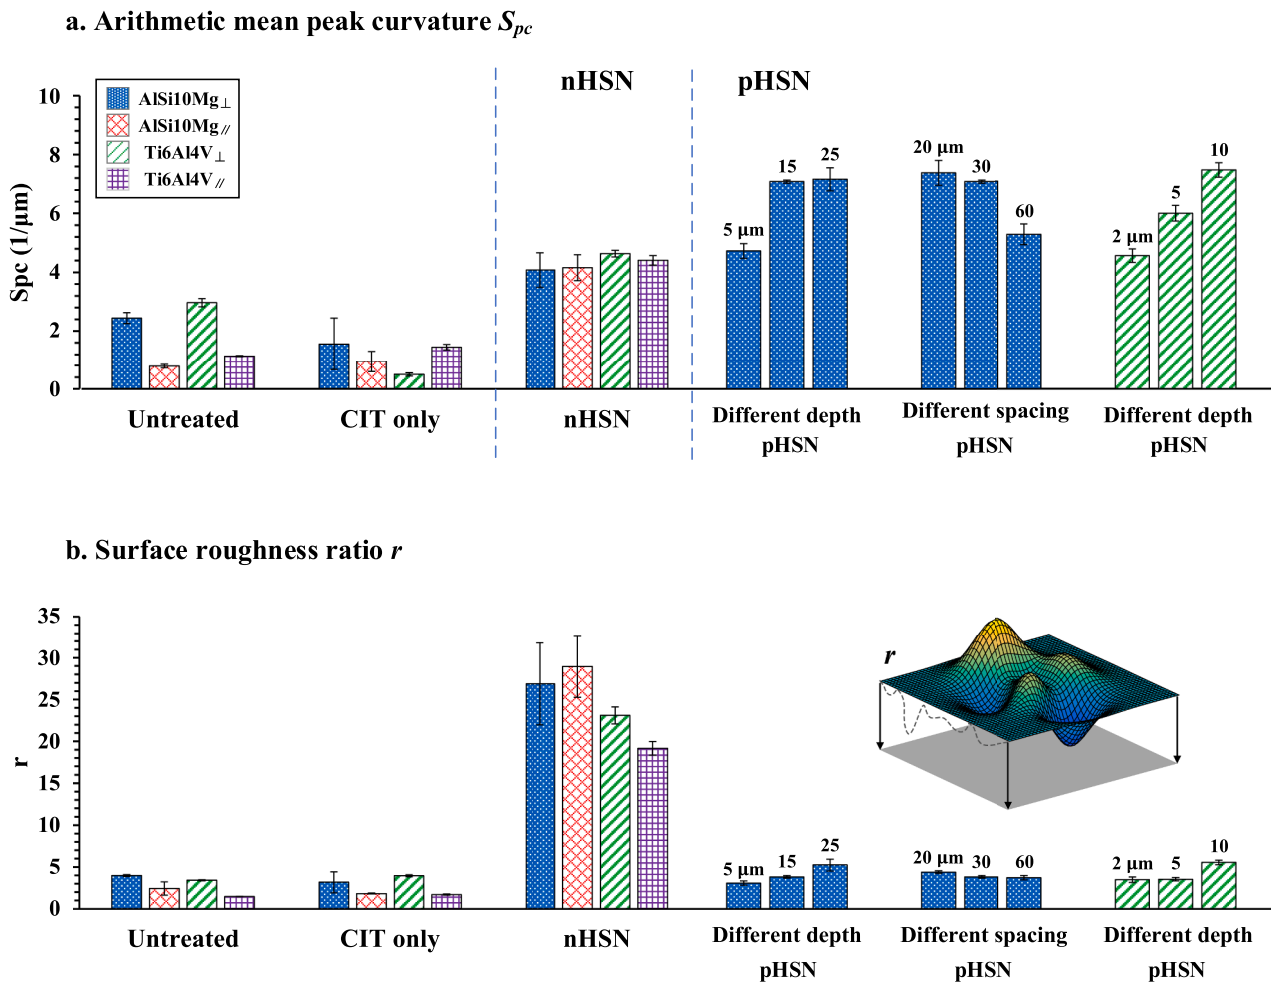 a. Arithmetic mean peak curvature Spc
nHSN
pHSN
AlSi10Mg⊥
AlSi10Mg//
Ti6Al4V⊥
Ti6Al4V//
Spc (1/μm)
10
8
6
4
2
0
5 μm
15
25
20 μm
30
60
2 μm
5
10
Untreated
CIT only
nHSN
Different depth
pHSN
Different spacing
pHSN
Different depth
pHSN
b. Surface roughness ratio r
r
35
30
25
20
15
10
5
0
r
5 μm
15
25
20 μm
30
60
2 μm
5
10
Untreated
CIT only
nHSN
Different depth
pHSN
Different spacing
pHSN
Different depth
pHSN